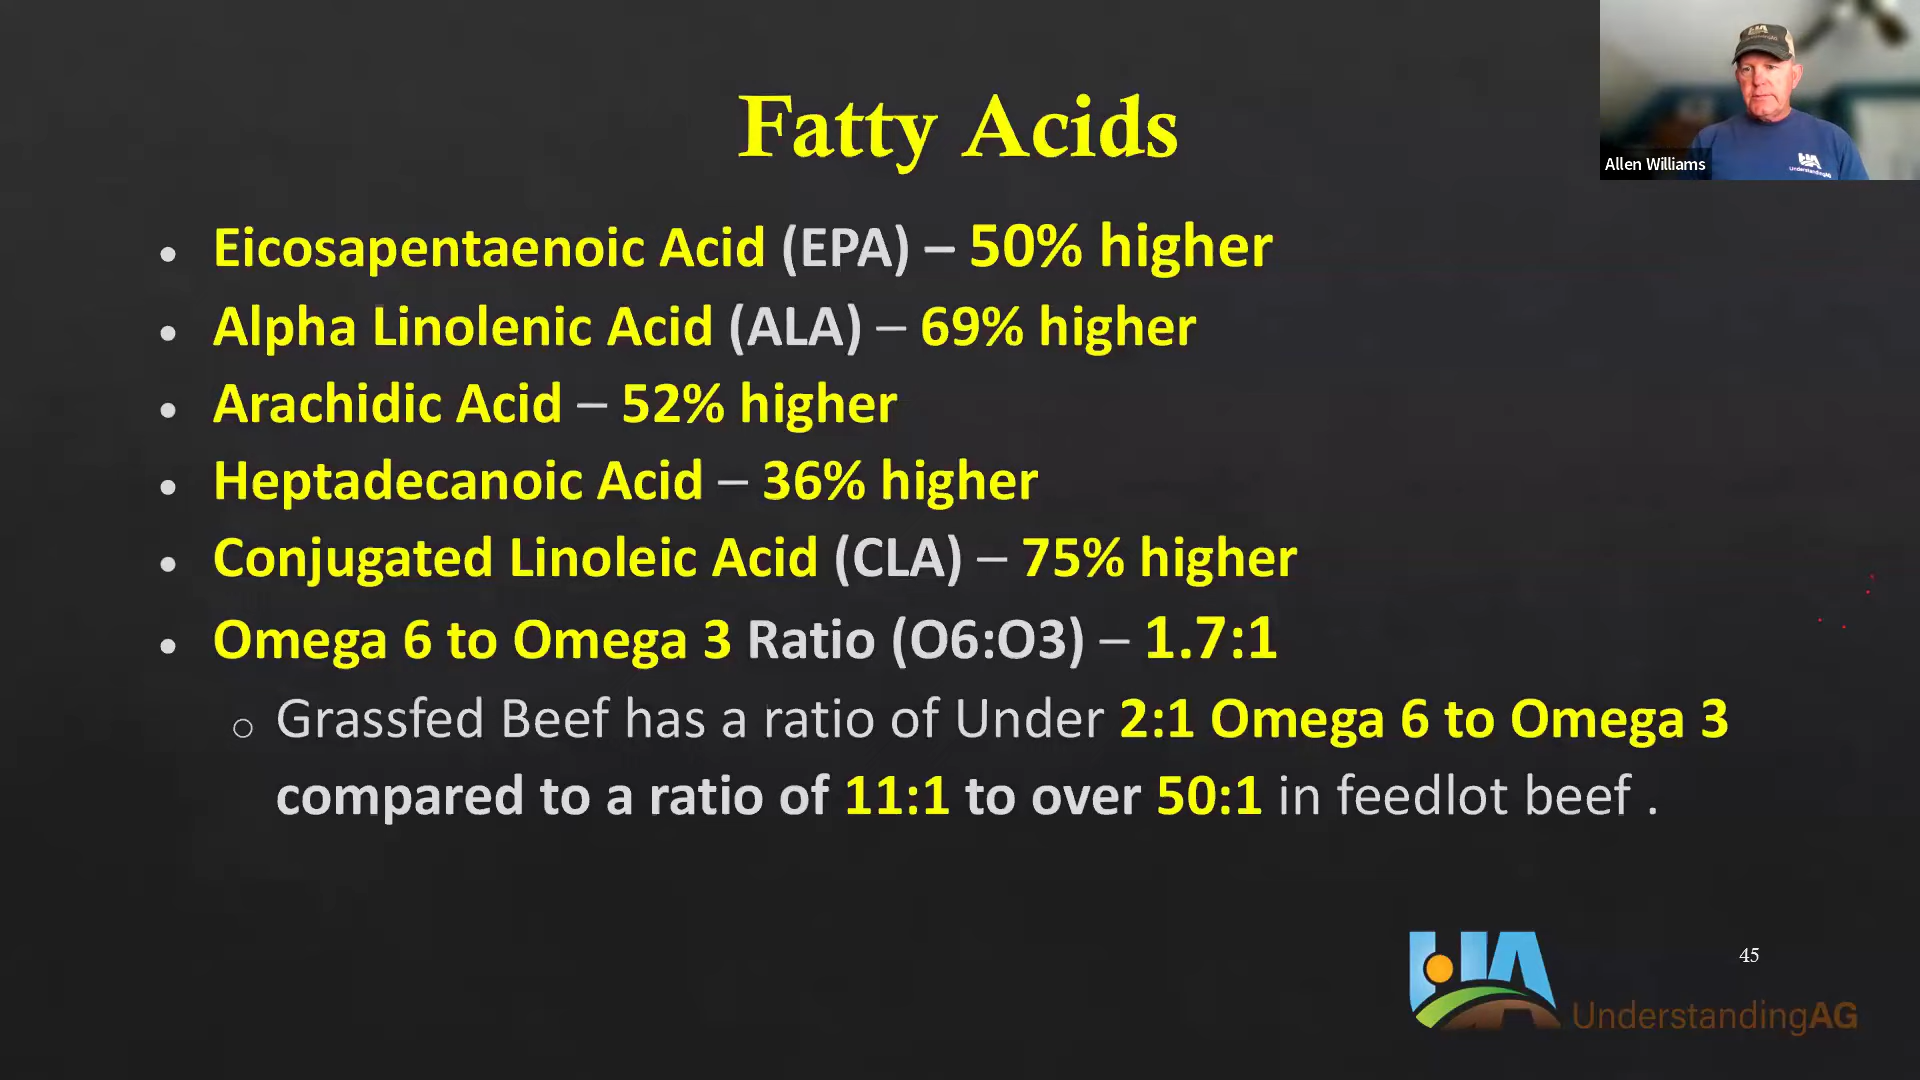 Fatty Acids
Allen Williams
UnderstandingAG
• Eicosapentaenoic Acid (EPA) – 50% higher
• Alpha Linolenic Acid (ALA) – 69% higher
• Arachidic Acid – 52% higher
• Heptadecanoic Acid – 36% higher
• Conjugated Linoleic Acid (CLA) – 75% higher
• Omega 6 to Omega 3 Ratio (O6:O3) – 1.7:1
○ Grassfed Beef has a ratio of Under 2:1 Omega 6 to Omega 3
compared to a ratio of 11:1 to over 50:1 in feedlot beef .
45
UA
UnderstandingAG